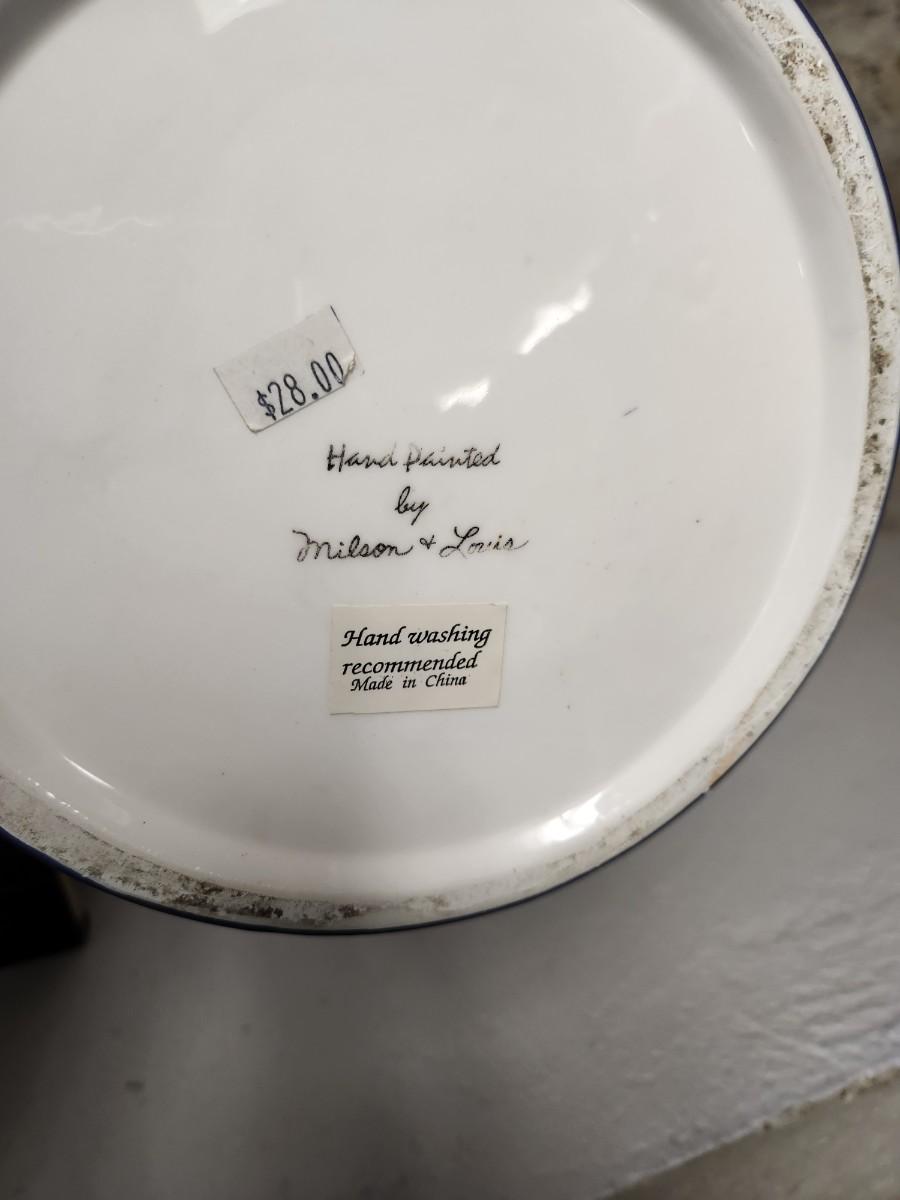 $28.00
Hand Painted
by
Milson + Louis
Hand washing
recommended
Made in China